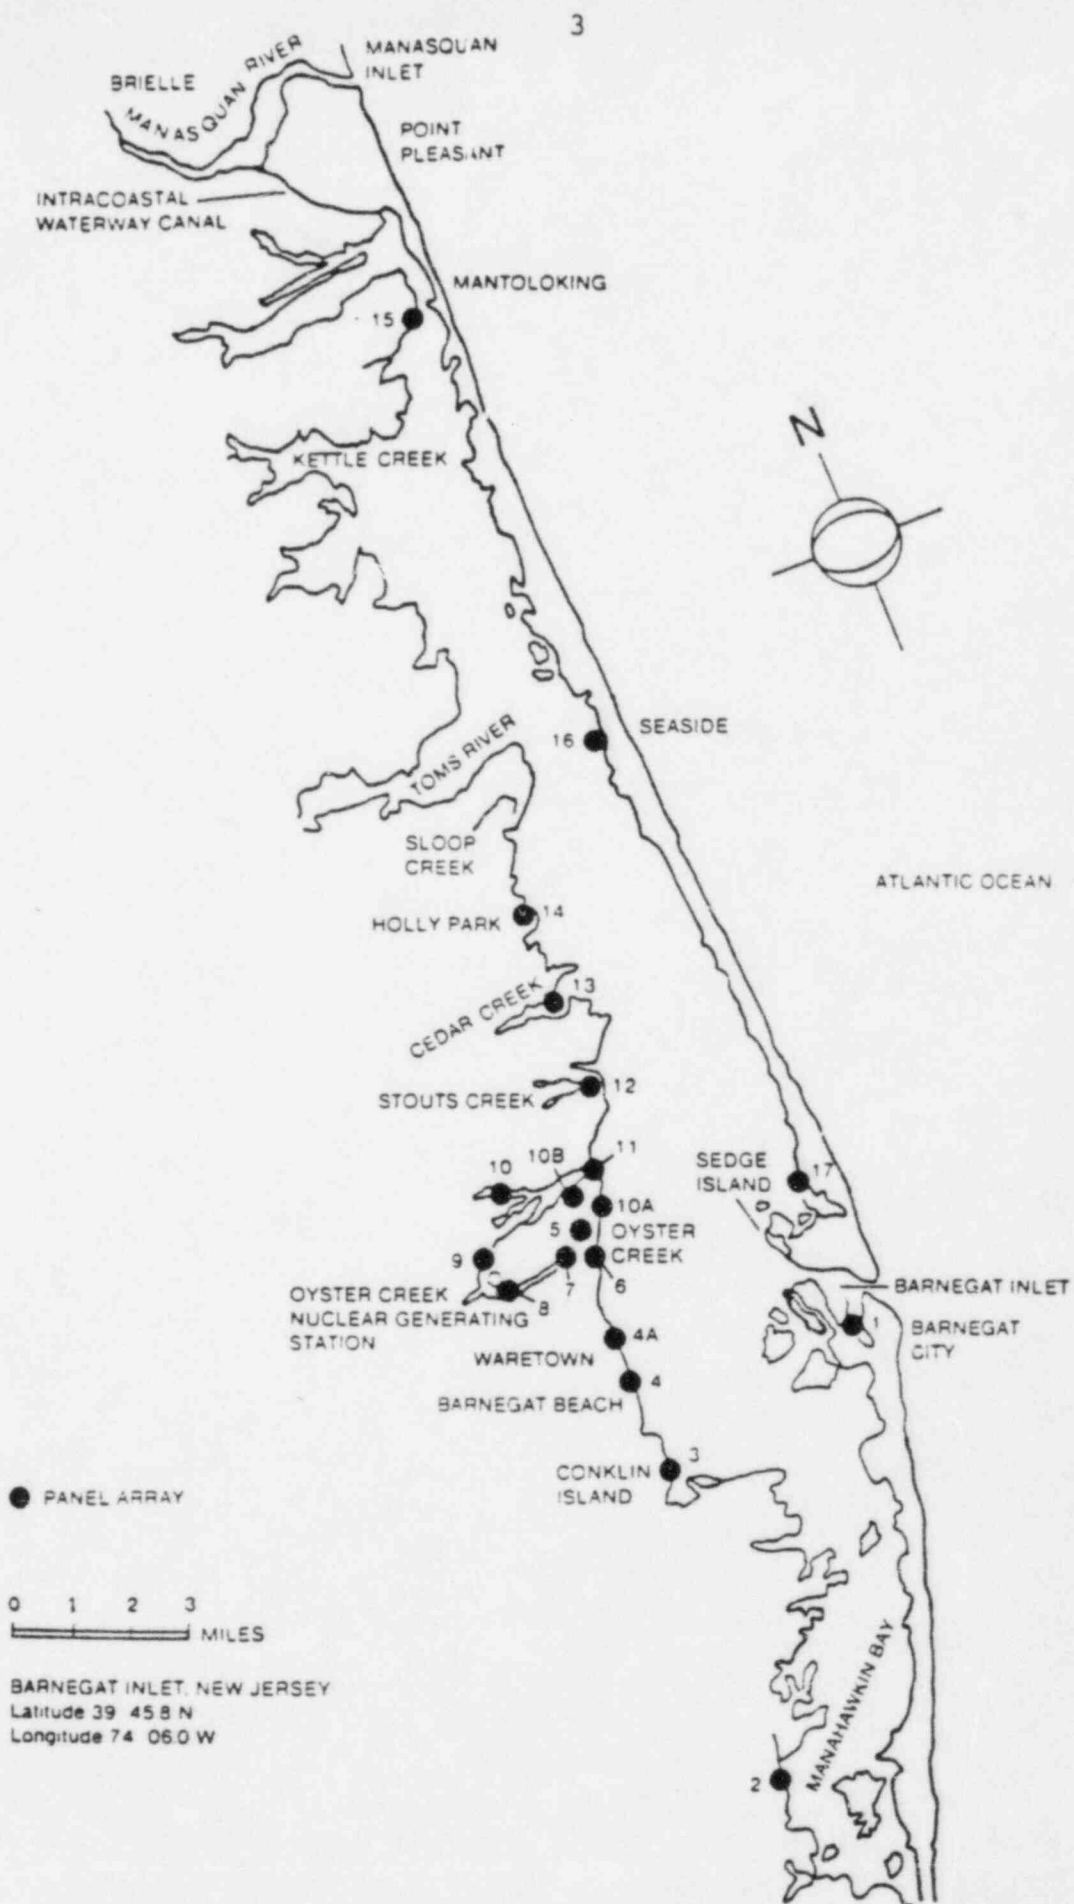 3
MANASQUAN
INLET
BRIELLE
MANASQUAN RIVER
POINT
PLEASANT
INTRACOASTAL
WATERWAY CANAL
MANTOLOKING
15
N
KETTLE CREEK
SEASIDE
16
TOMS RIVER
SLOOP
CREEK
ATLANTIC OCEAN
14
HOLLY PARK
13
CEDAR CREEK
12
STOUTS CREEK
11
10B
10
SEDGE
ISLAND
17
10A
5
OYSTER
CREEK
9
7
6
BARNEGAT INLET
8
OYSTER CREEK
NUCLEAR GENERATING
STATION
1
BARNEGAT
CITY
4A
WARETOWN
4
BARNEGAT BEACH
3
CONKLIN
ISLAND
PANEL ARRAY
0 1 2 3
MILES
MANAHAWKIN BAY
BARNEGAT INLET, NEW JERSEY
Latitude 39 45.8 N
Longitude 74 06.0 W
2